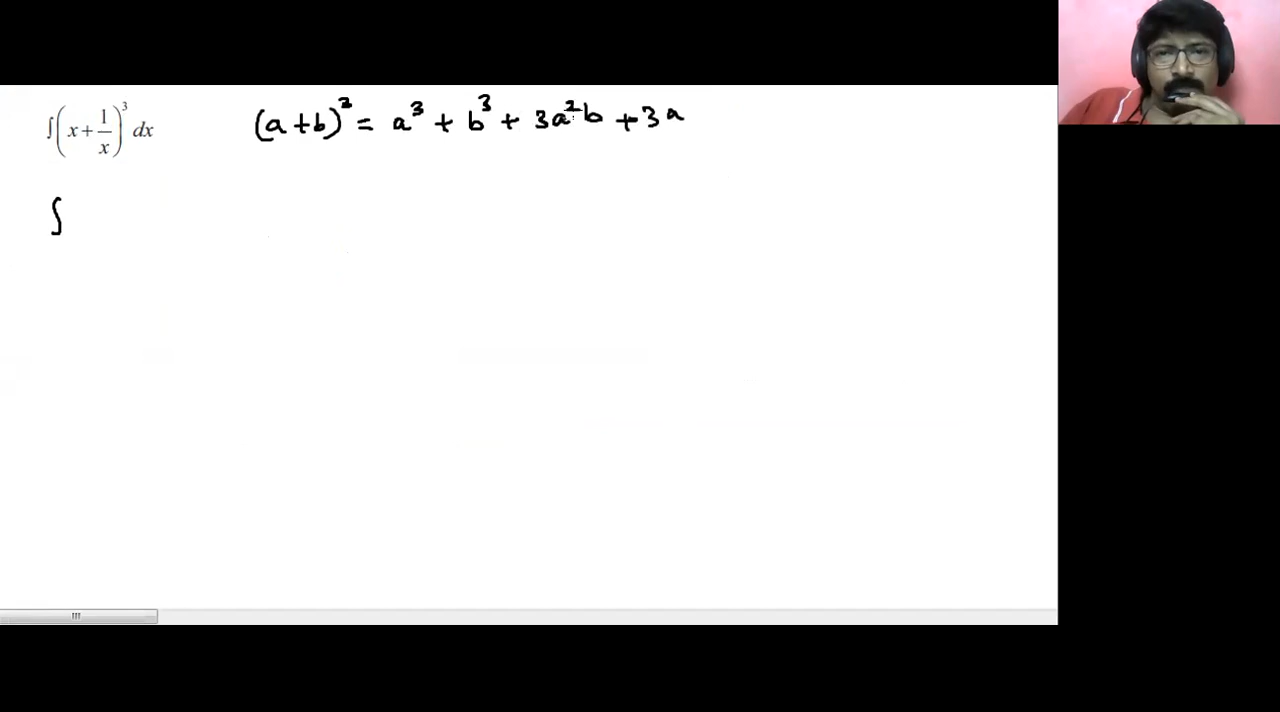 ∫(x + 1/x)³ dx (a+b)³ = a³ + b³ + 3a²b + 3a
∫